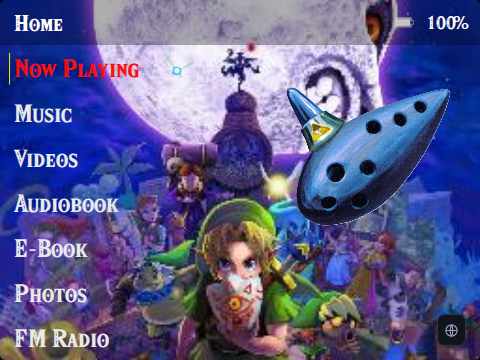 Home
100%
Now Playing
Music
Videos
Audiobook
E-Book
Photos
FM Radio